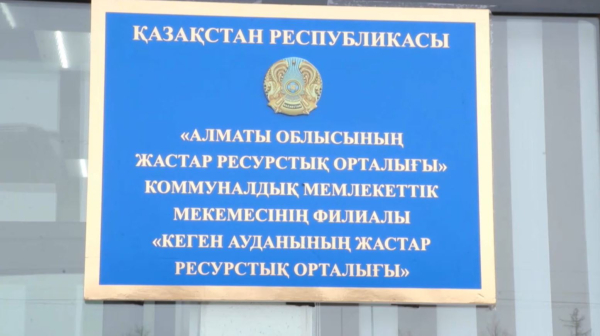 ҚАЗАҚСТАН РЕСПУБЛИКАСЫ
«АЛМАТЫ ОБЛЫСЫНЫҢ
ЖАСТАР РЕСУРСТЫҚ ОРТАЛЫҒЫ»
КОММУНАЛДЫҚ МЕМЛЕКЕТТІК
МЕКЕМЕСІНІҢ ФИЛИАЛЫ
«КЕГЕН АУДАНЫНЫҢ ЖАСТАР
РЕСУРСТЫҚ ОРТАЛЫҒЫ»